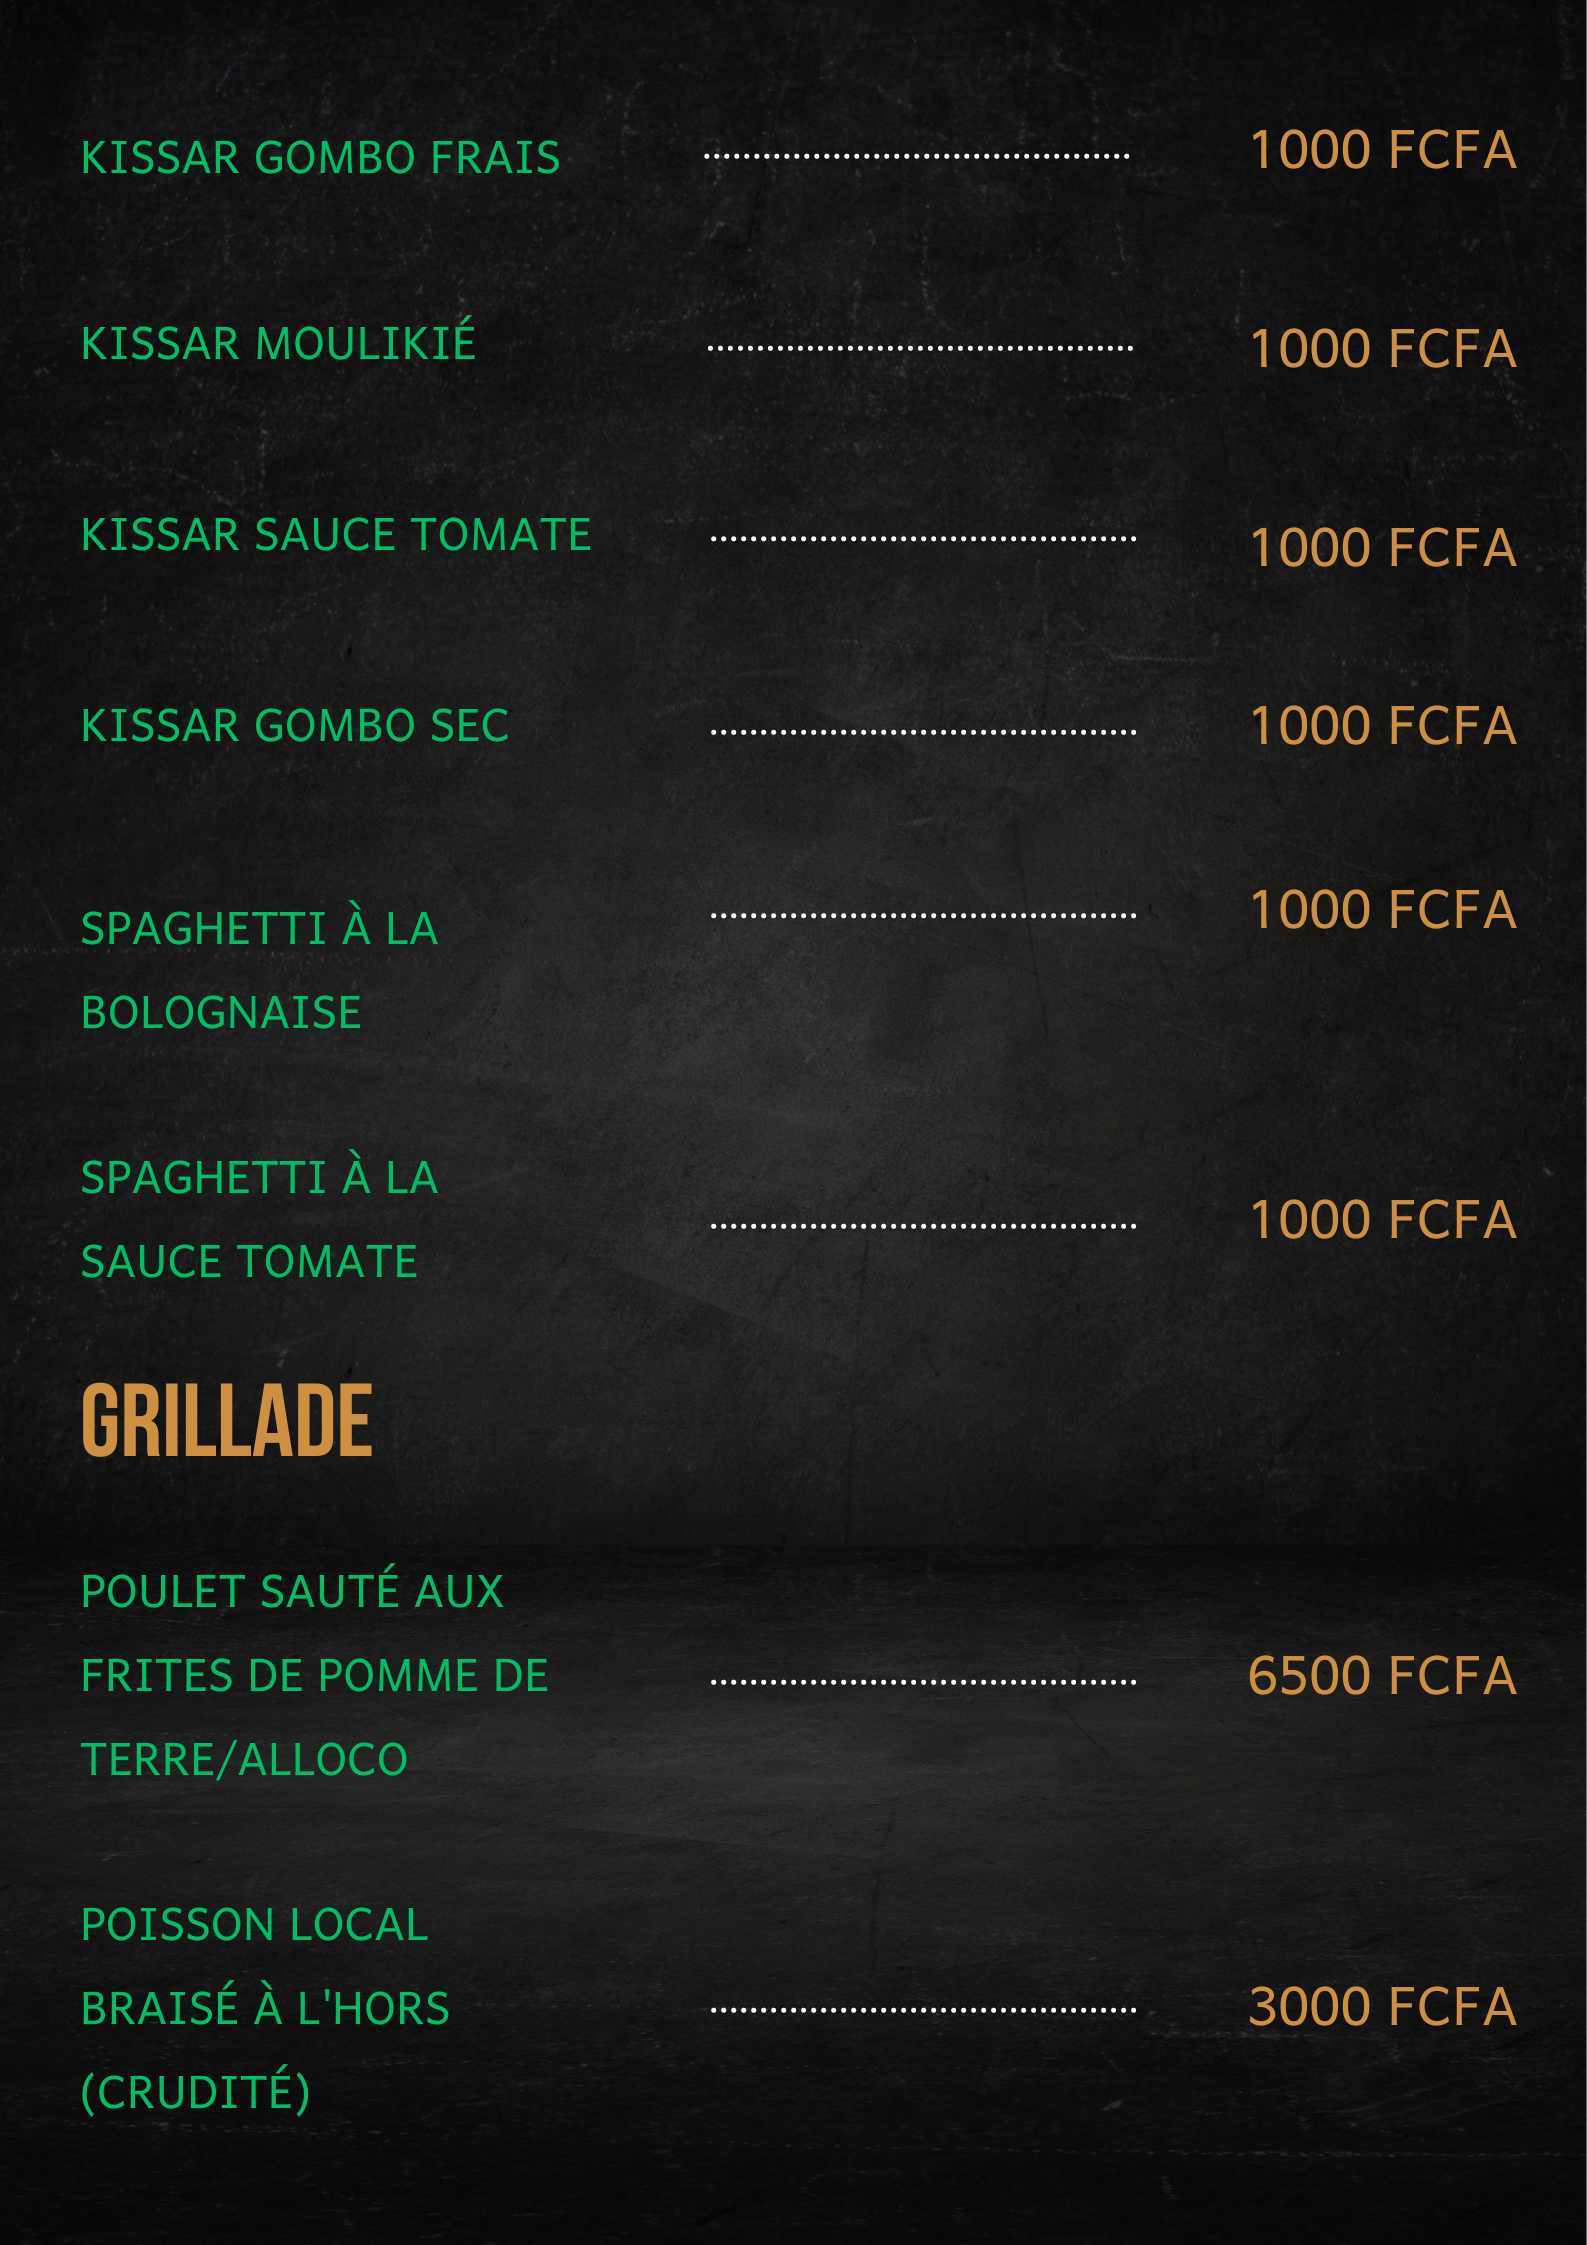 KISSAR GOMBO FRAIS ........................................... 1000 FCFA
KISSAR MOULIKIÉ ........................................... 1000 FCFA
KISSAR SAUCE TOMATE ........................................... 1000 FCFA
KISSAR GOMBO SEC ........................................... 1000 FCFA
SPAGHETTI À LA ........................................... 1000 FCFA
BOLOGNAISE
SPAGHETTI À LA
SAUCE TOMATE ........................................... 1000 FCFA
GRILLADE
POULET SAUTÉ AUX
FRITES DE POMME DE ........................................... 6500 FCFA
TERRE/ALLOCO
POISSON LOCAL
BRAISÉ À L'HORS ........................................... 3000 FCFA
(CRUDITÉ)